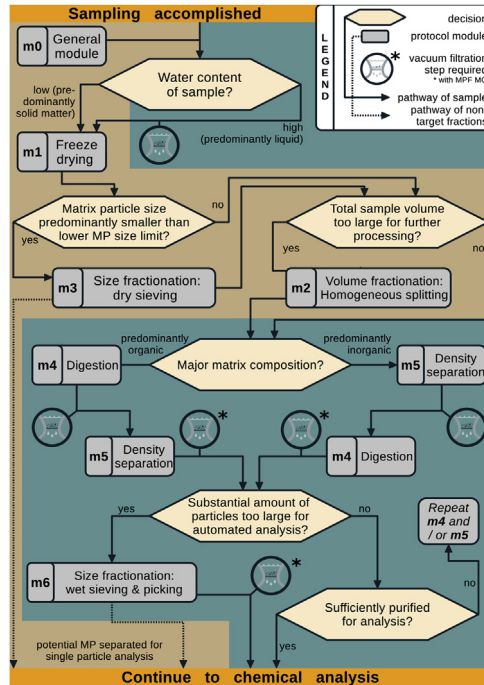 Sampling accomplished
m0 General
module
Water content
of sample?
low (pre-
dominantly
solid matter)
high
(predominantly liquid)
m1 Freeze
drying
LEGEND
decision
protocol module
*
vacuum filtration
step required
* with MPF MC
pathway of sample
pathway of non-
target fractions
Matrix particle size
predominantly smaller than
lower MP size limit?
no
yes
Total sample volume
too large for further
processing?
yes
no
m3 Size fractionation:
dry sieving
m2 Volume fractionation:
Homogeneous splitting
predominantly
organic
Major matrix composition?
predominantly
inorganic
m4 Digestion
m5 Density
separation
*
*
m5 Density
separation
m4 Digestion
Substantial amount of
particles too large for
automated analysis?
yes
no
Repeat
m4 and
/ or m5
m6 Size fractionation:
wet sieving & picking
*
no
Sufficiently purified
for analysis?
yes
potential MP separated for
single particle analysis
Continue to chemical analysis